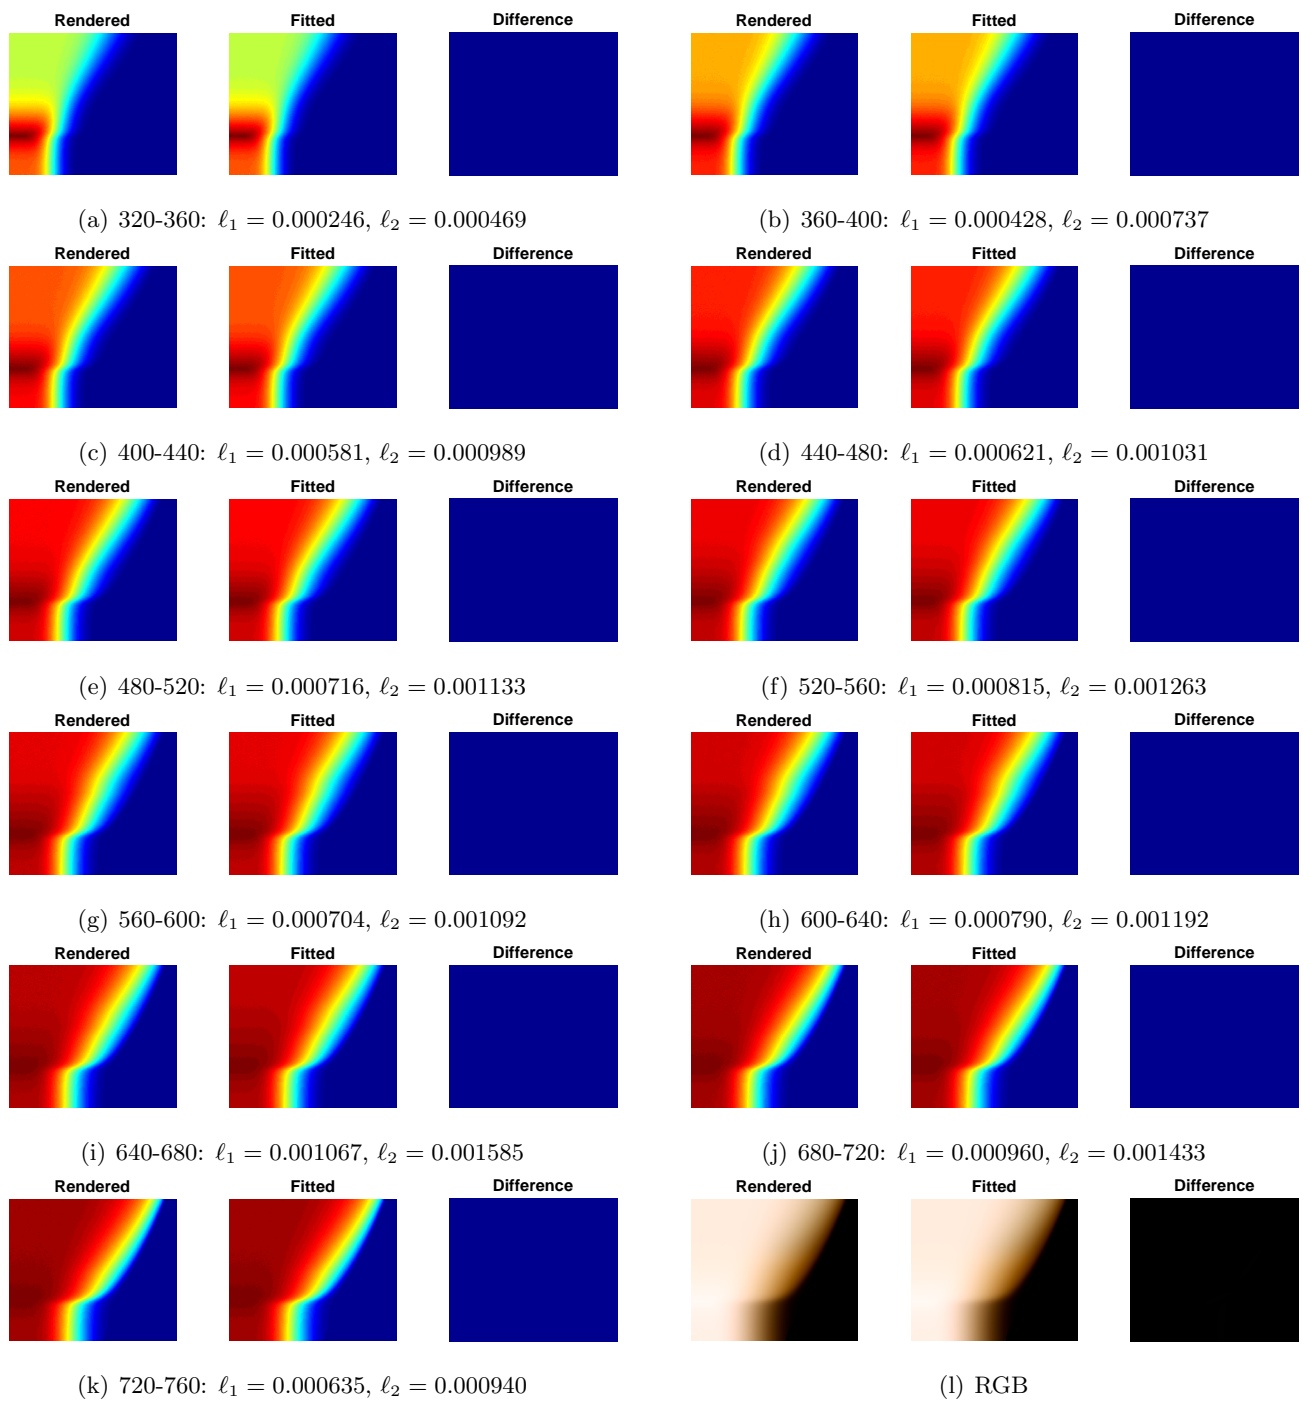 Rendered Fitted Difference Rendered Fitted Difference
(a) 320-360: ℓ₁ = 0.000246, ℓ₂ = 0.000469 (b) 360-400: ℓ₁ = 0.000428, ℓ₂ = 0.000737
Rendered Fitted Difference Rendered Fitted Difference
(c) 400-440: ℓ₁ = 0.000581, ℓ₂ = 0.000989 (d) 440-480: ℓ₁ = 0.000621, ℓ₂ = 0.001031
Rendered Fitted Difference Rendered Fitted Difference
(e) 480-520: ℓ₁ = 0.000716, ℓ₂ = 0.001133 (f) 520-560: ℓ₁ = 0.000815, ℓ₂ = 0.001263
Rendered Fitted Difference Rendered Fitted Difference
(g) 560-600: ℓ₁ = 0.000704, ℓ₂ = 0.001092 (h) 600-640: ℓ₁ = 0.000790, ℓ₂ = 0.001192
Rendered Fitted Difference Rendered Fitted Difference
(i) 640-680: ℓ₁ = 0.001067, ℓ₂ = 0.001585 (j) 680-720: ℓ₁ = 0.000960, ℓ₂ = 0.001433
Rendered Fitted Difference Rendered Fitted Difference
(k) 720-760: ℓ₁ = 0.000635, ℓ₂ = 0.000940 (l) RGB